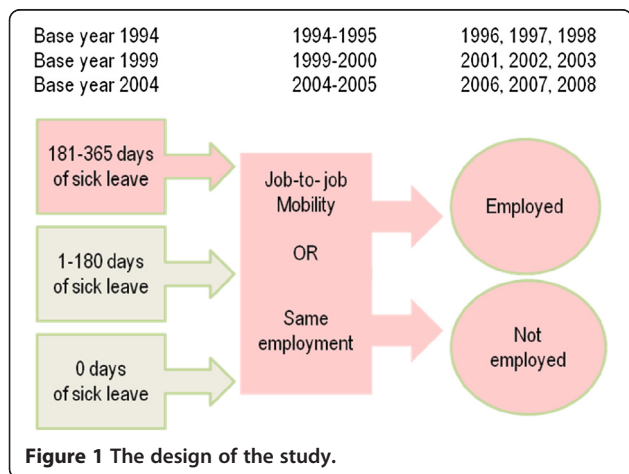 Base year 1994 1994-1995 1996, 1997, 1998
Base year 1999 1999-2000 2001, 2002, 2003
Base year 2004 2004-2005 2006, 2007, 2008
181-365 days
of sick leave
1-180 days
of sick leave
0 days
of sick leave
Job-to-job
Mobility
OR
Same
employment
Employed
Not
employed
Figure 1 The design of the study.